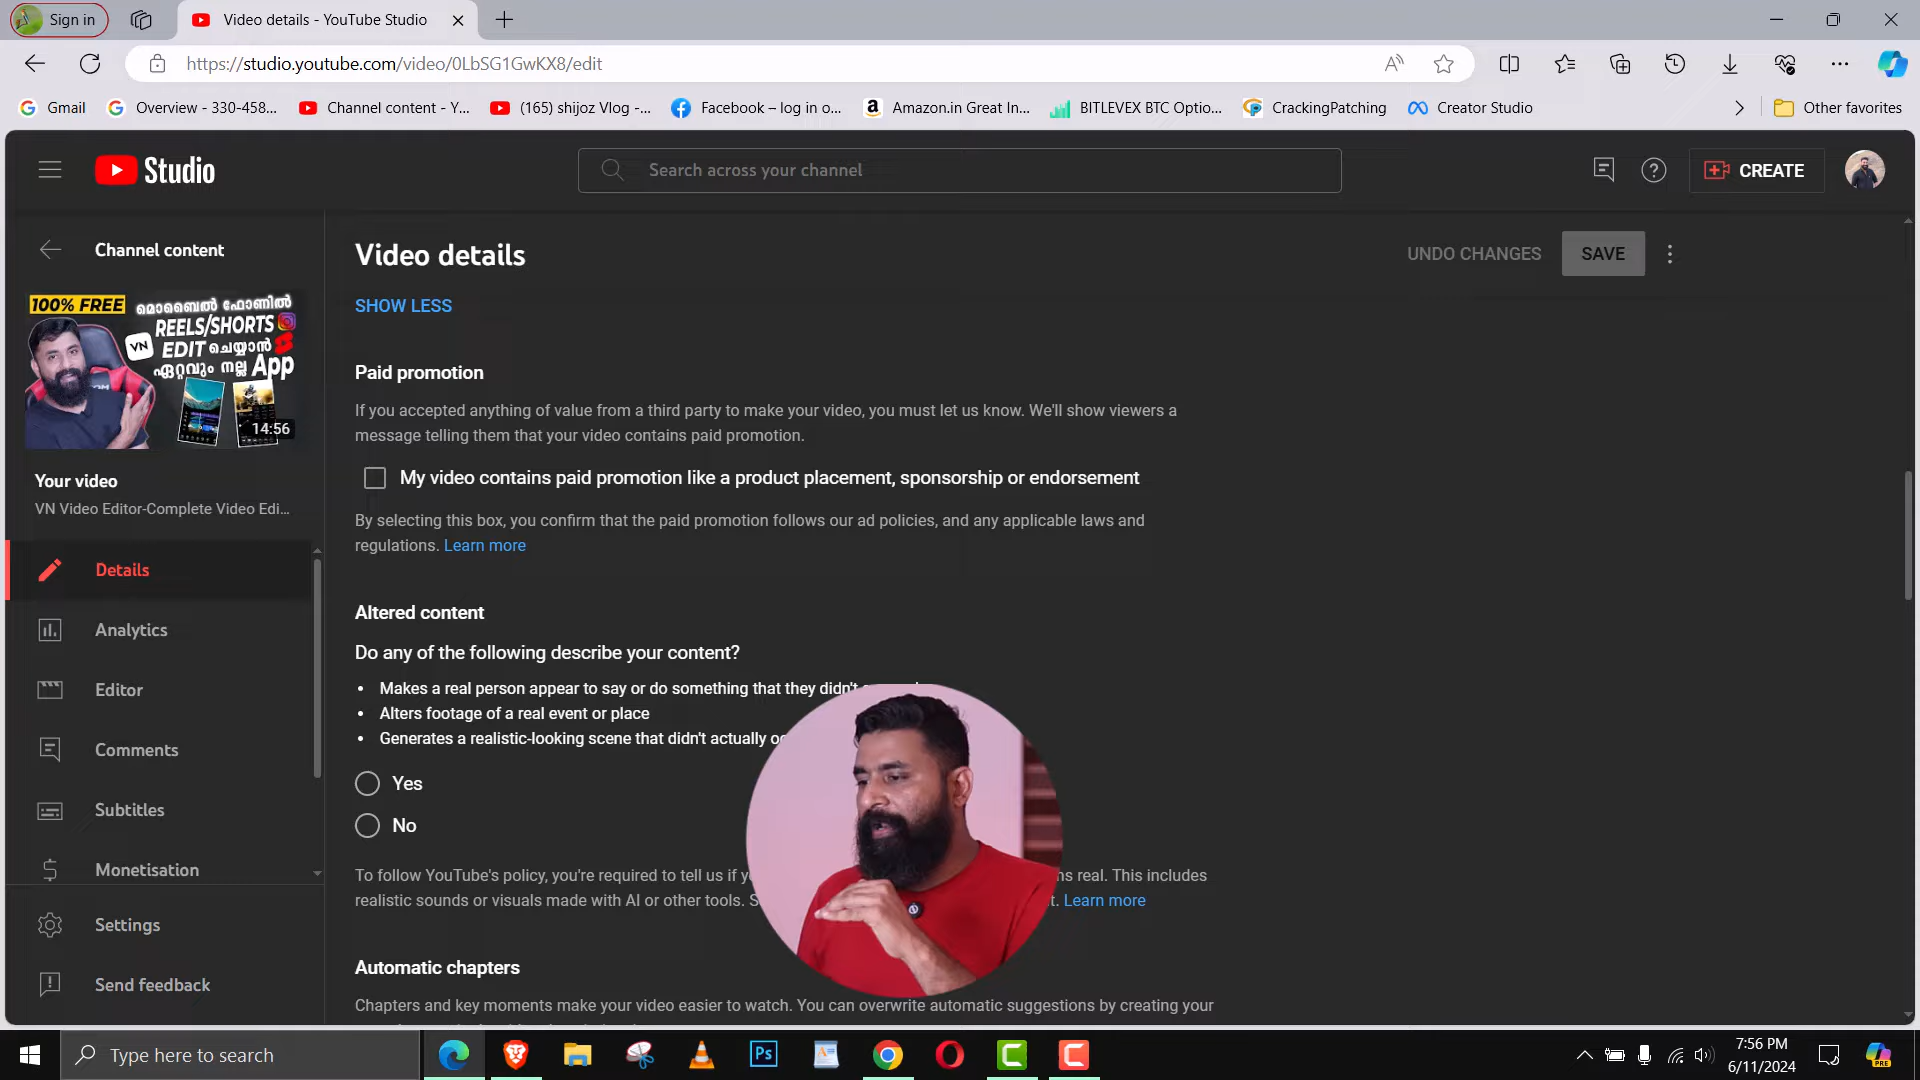 Sign in
Video details - YouTube Studio
https://studio.youtube.com/video/0LbSG1GwKX8/edit
Gmail
Overview - 330-458...
Channel content - Y...
(165) shijoz Vlog -...
Facebook – log in o...
Amazon.in Great In...
BITLEVEX BTC Optio...
CrackingPatching
Creator Studio
Other favorites
Studio
Search across your channel
CREATE
Channel content
Video details
UNDO CHANGES
SAVE
SHOW LESS
100% FREE
മൊബൈൽ ഫോണിൽ
REELS/SHORTS
VN
EDIT ചെയ്യാൻ
ഏറ്റവും നല്ല App
14:56
Your video
VN Video Editor-Complete Video Edi...
Details
Analytics
Editor
Comments
Subtitles
Monetisation
Settings
Send feedback
Paid promotion
If you accepted anything of value from a third party to make your video, you must let us know. We'll show viewers a
message telling them that your video contains paid promotion.
My video contains paid promotion like a product placement, sponsorship or endorsement
By selecting this box, you confirm that the paid promotion follows our ad policies, and any applicable laws and
regulations. Learn more
Altered content
Do any of the following describe your content?
• Makes a real person appear to say or do something that they didn't
• Alters footage of a real event or place
• Generates a realistic-looking scene that didn't actually
Yes
No
To follow YouTube's policy, you're required to tell us if real. This includes
realistic sounds or visuals made with AI or other tools. Learn more
Automatic chapters
Chapters and key moments make your video easier to watch. You can overwrite automatic suggestions by creating your
Type here to search
Ps
7:56 PM
6/11/2024
PRE